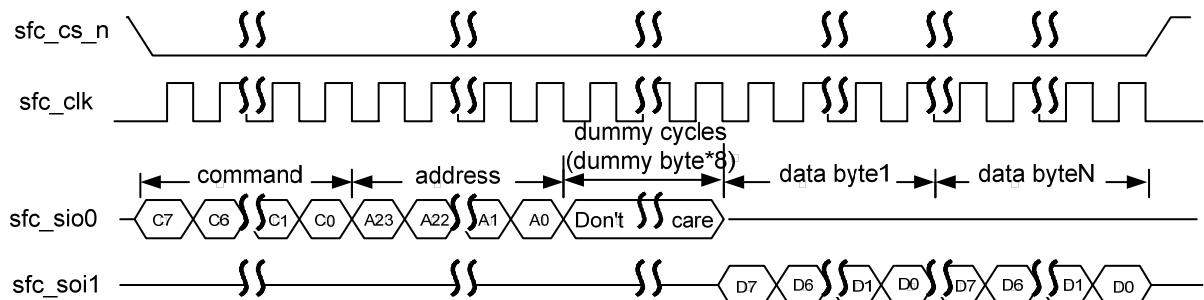 sfc_cs_n
sfc_clk
dummy cycles
(dummy byte*8)
command address data byte1 data byteN
sfc_sio0 C7 C6 C1 C0 A23 A22 A1 A0 Don't care
sfc_soi1 D7 D6 D1 D0 D7 D6 D1 D0